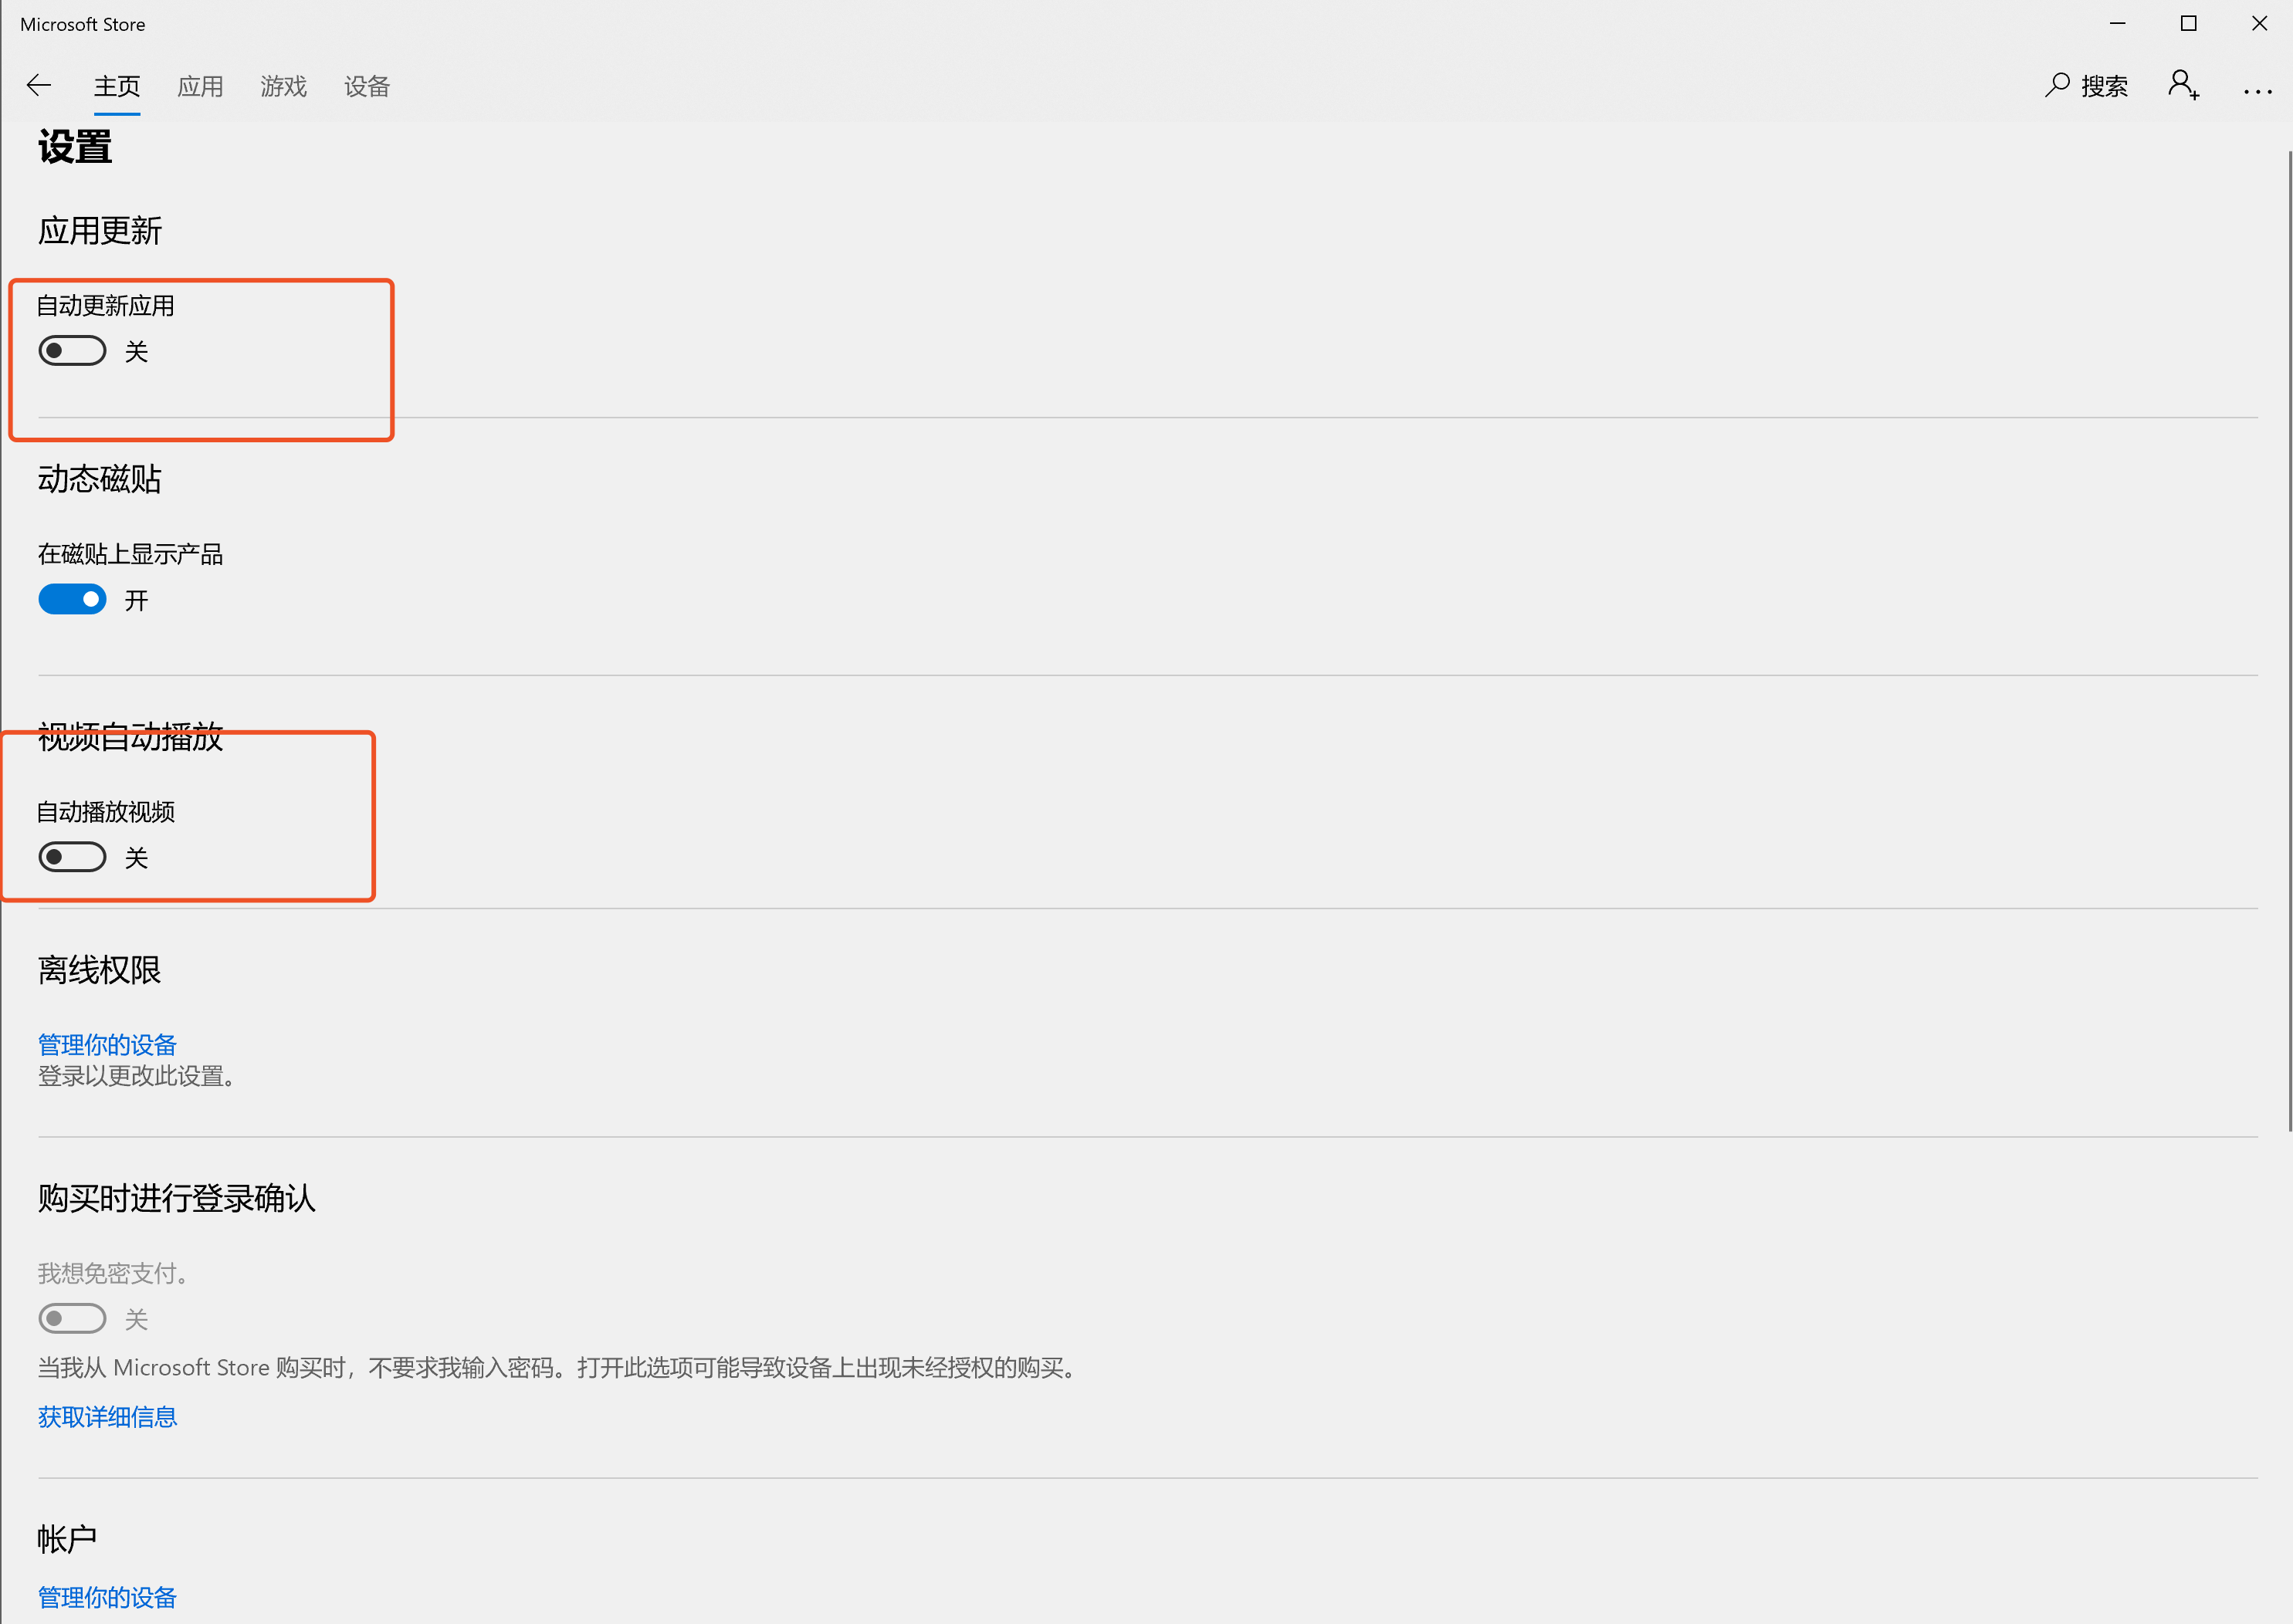 Microsoft Store
主页 应用 游戏 设备 搜索
设置
应用更新
自动更新应用
关
动态磁贴
在磁贴上显示产品
开
视频自动播放
自动播放视频
关
离线权限
管理你的设备
登录以更改此设置。
购买时进行登录确认
我想免密支付。
关
当我从 Microsoft Store 购买时，不要求我输入密码。打开此选项可能导致设备上出现未经授权的购买。
获取详细信息
帐户
管理你的设备